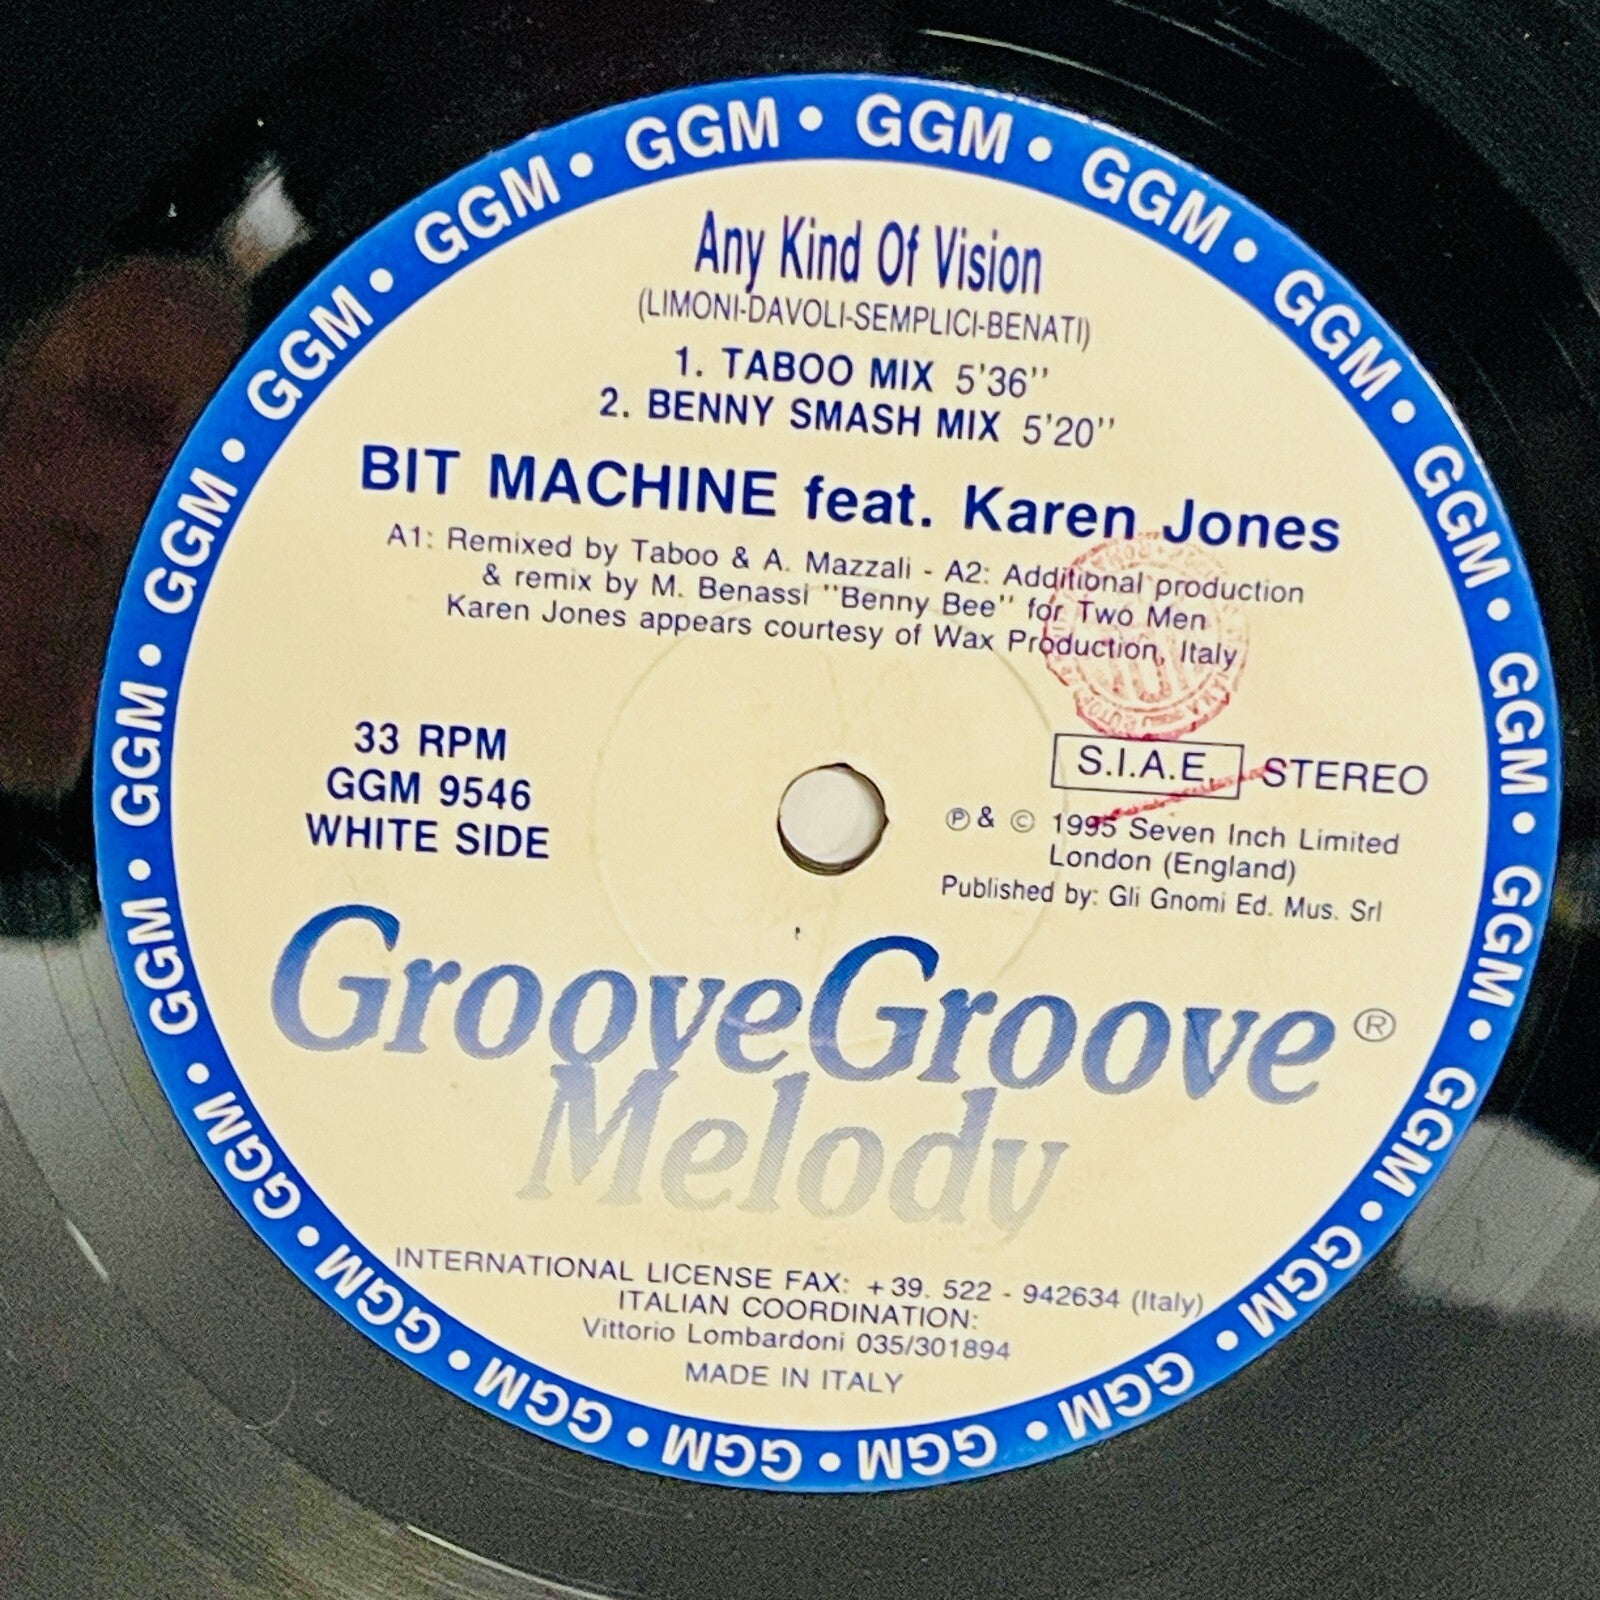 GGM • GGM • GGM • GGM • GGM • GGM • GGM • GGM • GGM • GGM • GGM • GGM • GGM • GGM • GGM • GGM • GGM • GGM • GGM • GGM •
Any Kind Of Vision
(LIMONI-DAVOLI-SEMPLICI-BENATI)
1. TABOO MIX 5'36''
2. BENNY SMASH MIX 5'20''
BIT MACHINE feat. Karen Jones
A1: Remixed by Taboo & A. Mazzali - A2: Additional production
& remix by M. Benassi ''Benny Bee'' for Two Men
Karen Jones appears courtesy of Wax Production, Italy
33 RPM
GGM 9546
WHITE SIDE
S.I.A.E. STEREO
℗ & © 1995 Seven Inch Limited
London (England)
Published by: Gli Gnomi Ed. Mus. Srl
GrooveGroove®
Melody
INTERNATIONAL LICENSE FAX: +39. 522 - 942634 (Italy)
ITALIAN COORDINATION:
Vittorio Lombardoni 035/301894
MADE IN ITALY